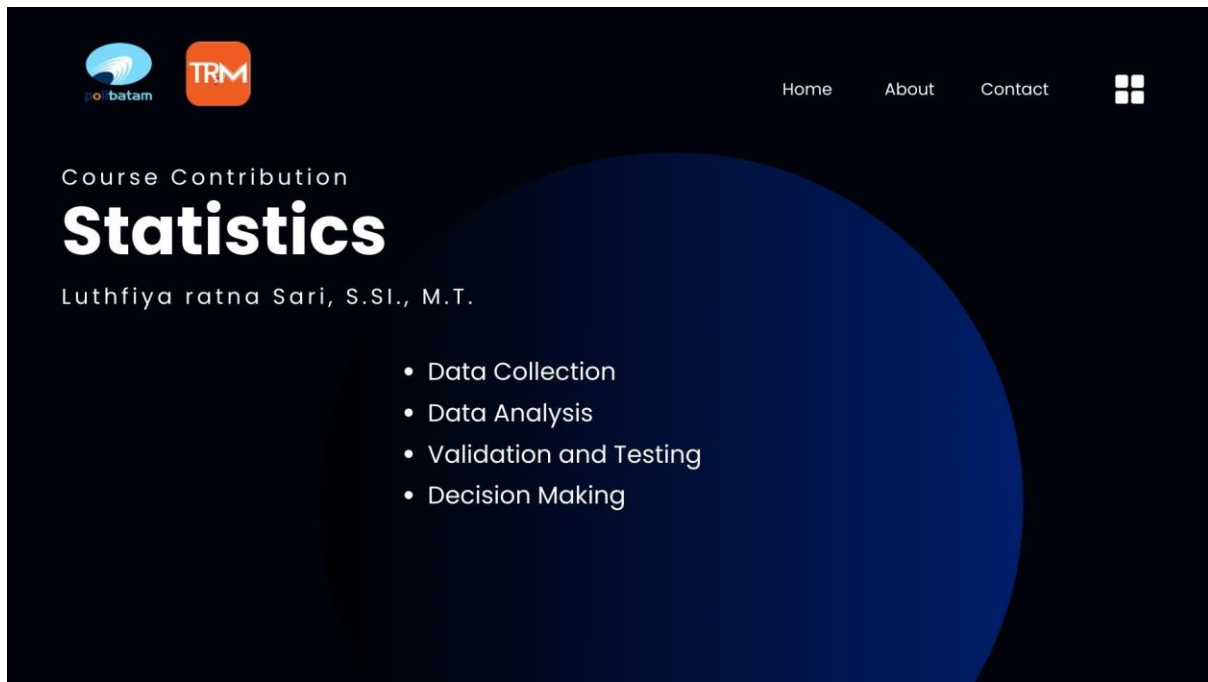 polibatam
TRM
Home About Contact
Course Contribution
Statistics
Luthfiya ratna Sari, S.SI., M.T.
• Data Collection
• Data Analysis
• Validation and Testing
• Decision Making